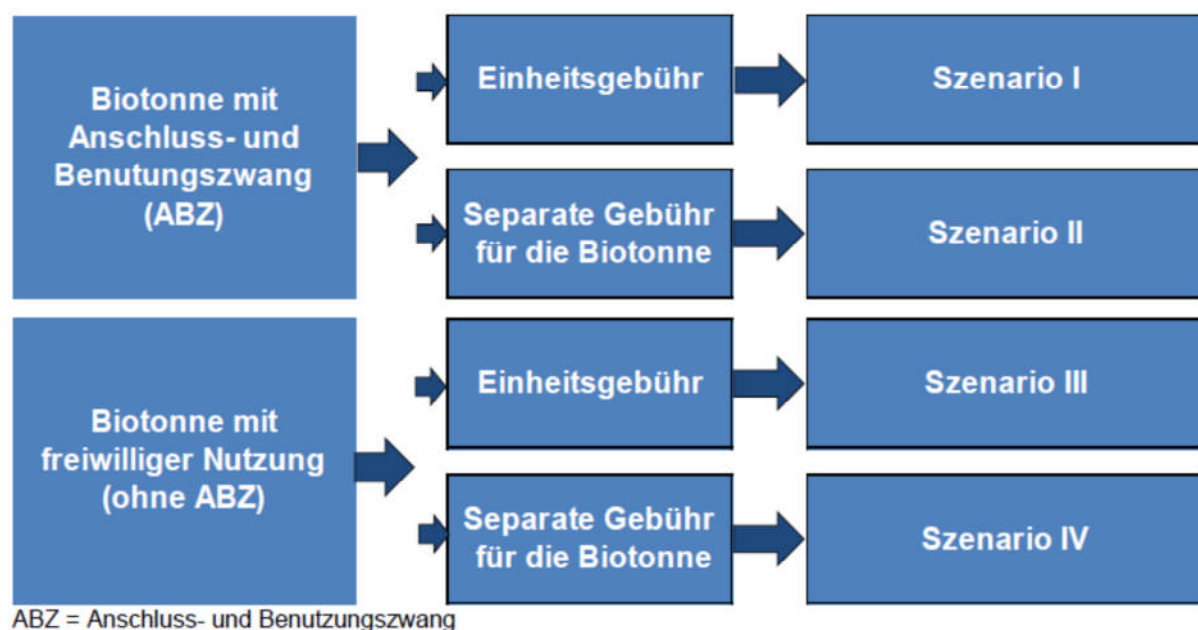 Biotonne mit
Anschluss- und
Benutungszwang
(ABZ)
Einheitsgebühr
Szenario I
Separate Gebühr
für die Biotonne
Szenario II
Biotonne mit
freiwilliger Nutzung
(ohne ABZ)
Einheitsgebühr
Szenario III
Separate Gebühr
für die Biotonne
Szenario IV
ABZ = Anschluss- und Benutzungszwang